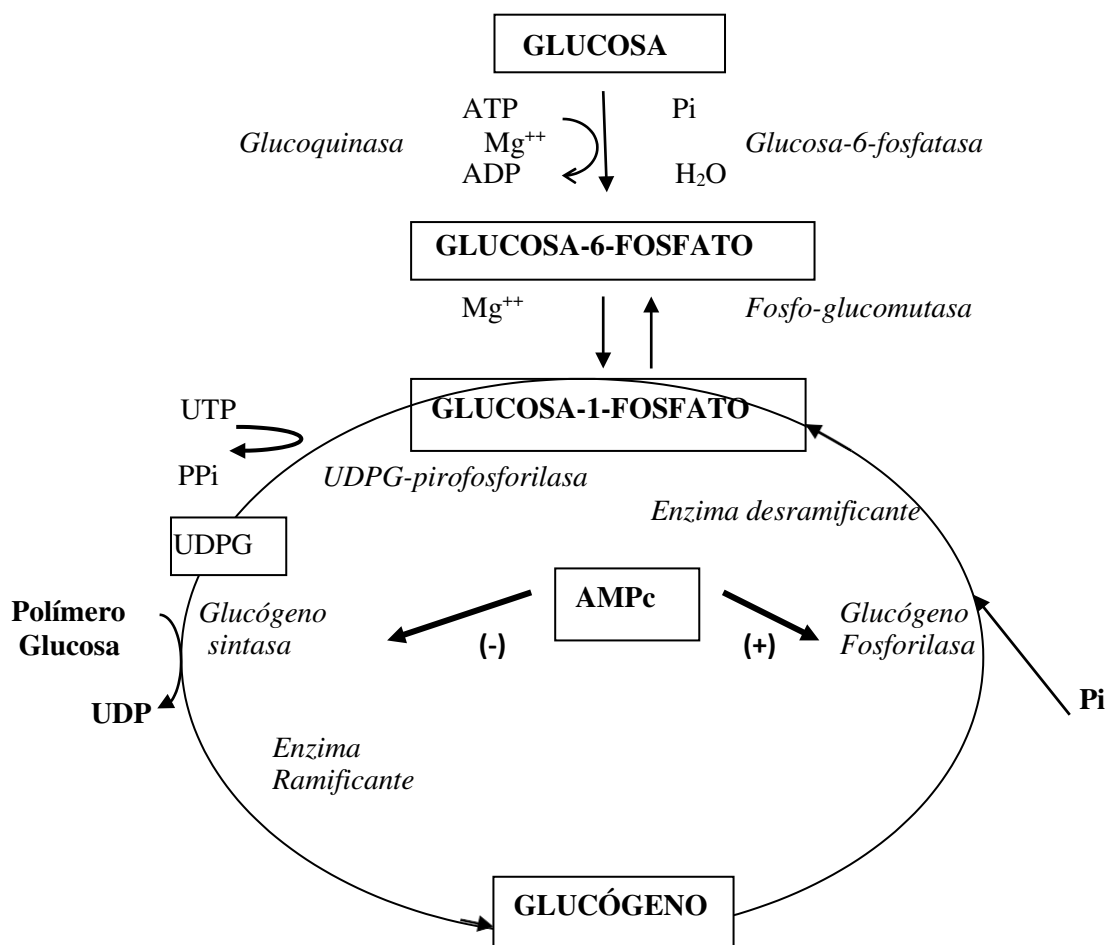 GLUCOSA
ATP Pi
Glucoquinasa Mg⁺⁺ Glucosa-6-fosfatasa
ADP H₂O
GLUCOSA-6-FOSFATO
Mg⁺⁺ Fosfo-glucomutasa
GLUCOSA-1-FOSFATO
UTP
PPi UDPG-pirofosforilasa
Enzima desramificante
UDPG
AMPc
Polímero Glucógeno Glucógeno
Glucosa sintasa (-) (+) Fosforilasa
UDP Pi
Enzima
Ramificante
GLUCÓGENO